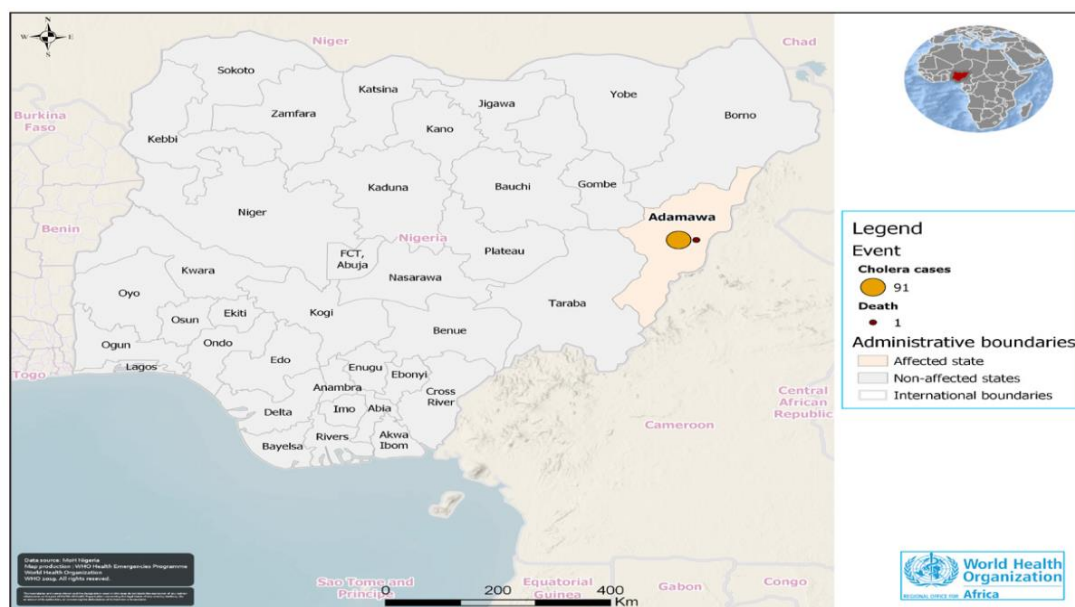 N
W E
S
Niger
Chad
Burkina
Faso
Benin
Togo
Nigeria
Cameroon
Central
African
Republic
Sao Tome and
Principe
Equatorial
Guinea
Gabon
Congo
Sokoto
Katsina
Jigawa
Yobe
Borno
Zamfara
Kano
Kebbi
Kaduna
Bauchi
Gombe
Adamawa
Niger
FCT,
Abuja
Plateau
Kwara
Nasarawa
Taraba
Oyo
Osun
Ekiti
Kogi
Benue
Ogun
Ondo
Edo
Enugu
Ebonyi
Lagos
Anambra
Cross
River
Delta
Imo
Abia
Bayelsa
Rivers
Akwa
Ibom
0 200 400
Km
Data source: MoH Nigeria
Map production : WHO Health Emergencies Programme
World Health Organization
Legend
Event
Cholera cases
91
Death
1
Administrative boundaries
Affected state
Non-affected states
International boundaries
World Health
Organization
REGIONAL OFFICE FOR Africa